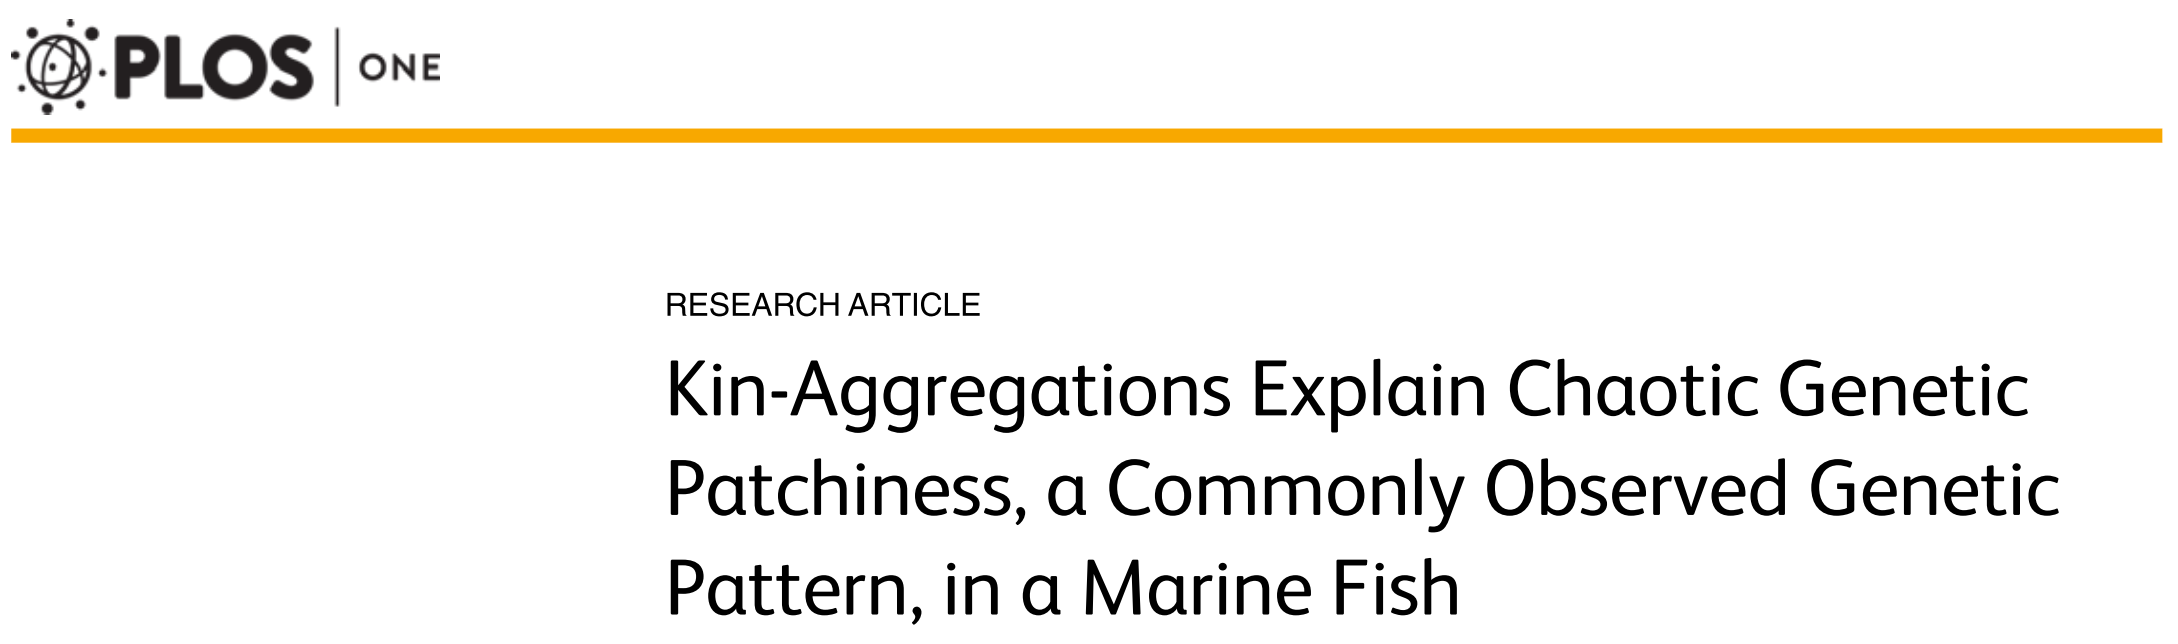 PLOS | ONE
RESEARCH ARTICLE
Kin-Aggregations Explain Chaotic Genetic
Patchiness, a Commonly Observed Genetic
Pattern, in a Marine Fish